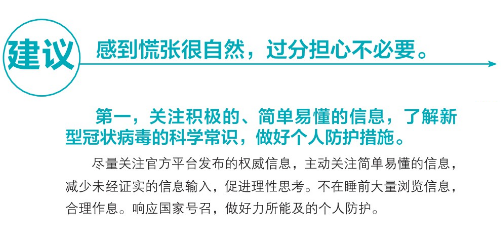 建议
感到慌张很自然，过分担心不必要。
第一，关注积极的、简单易懂的信息，了解新
型冠状病毒的科学常识，做好个人防护措施。
尽量关注官方平台发布的权威信息，主动关注简单易懂的信息，
减少未经证实的信息输入，促进理性思考。不在睡前大量浏览信息，
合理作息。响应国家号召，做好力所能及的个人防护。